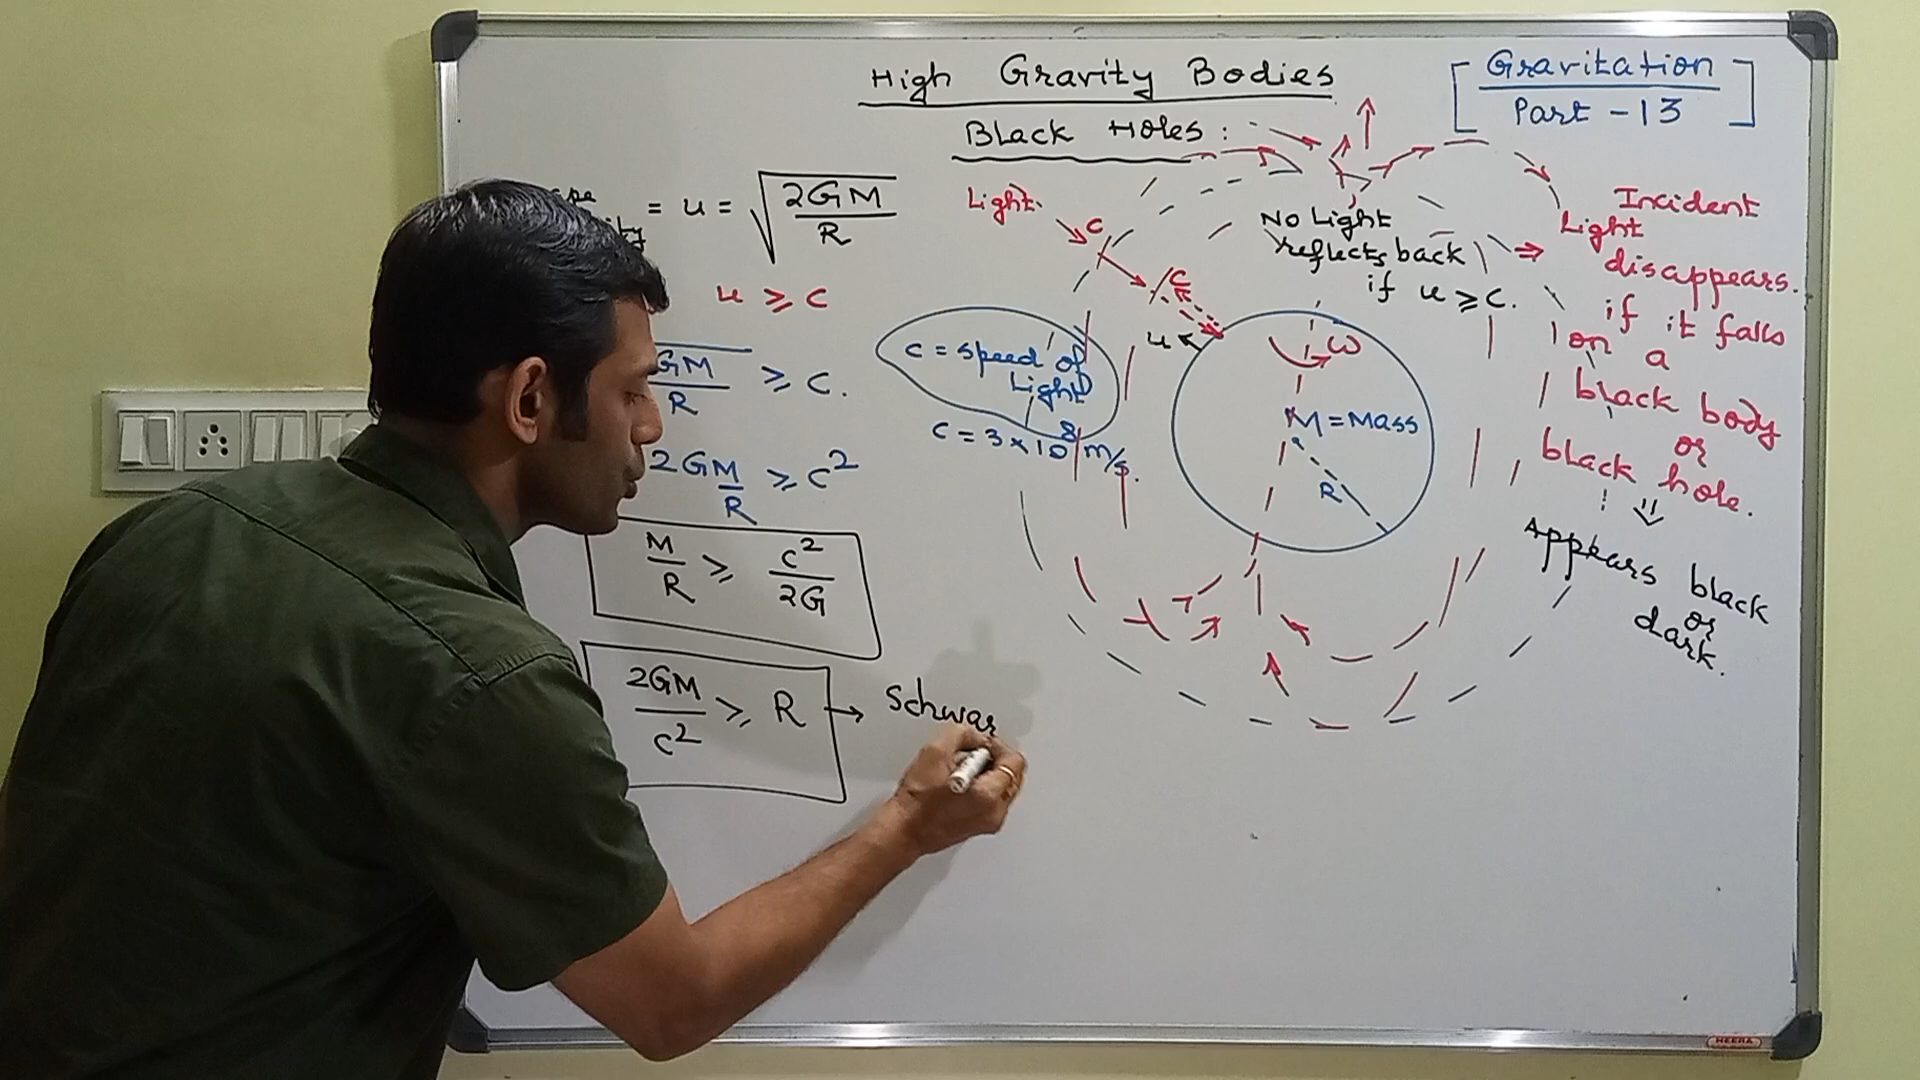 High Gravity Bodies
Black Holes:
[Gravitation
Part - 13]
= u = √2GM/R
u ≥ c
GM/R ≥ c.
2GM/R ≥ c²
M/R ≥ c²/2G
2GM/c² ≥ R → Schwar
Light.
c
c
u
c = speed of
Light
c = 3 × 10⁸ m/s.
No Light
reflects back
if u ≥ c.
ω
M = Mass
R
⇒ Incident
Light
disappears.
if it falls
on a
black body
or
black hole.
⇓
Appears black
or
dark.
HEERA